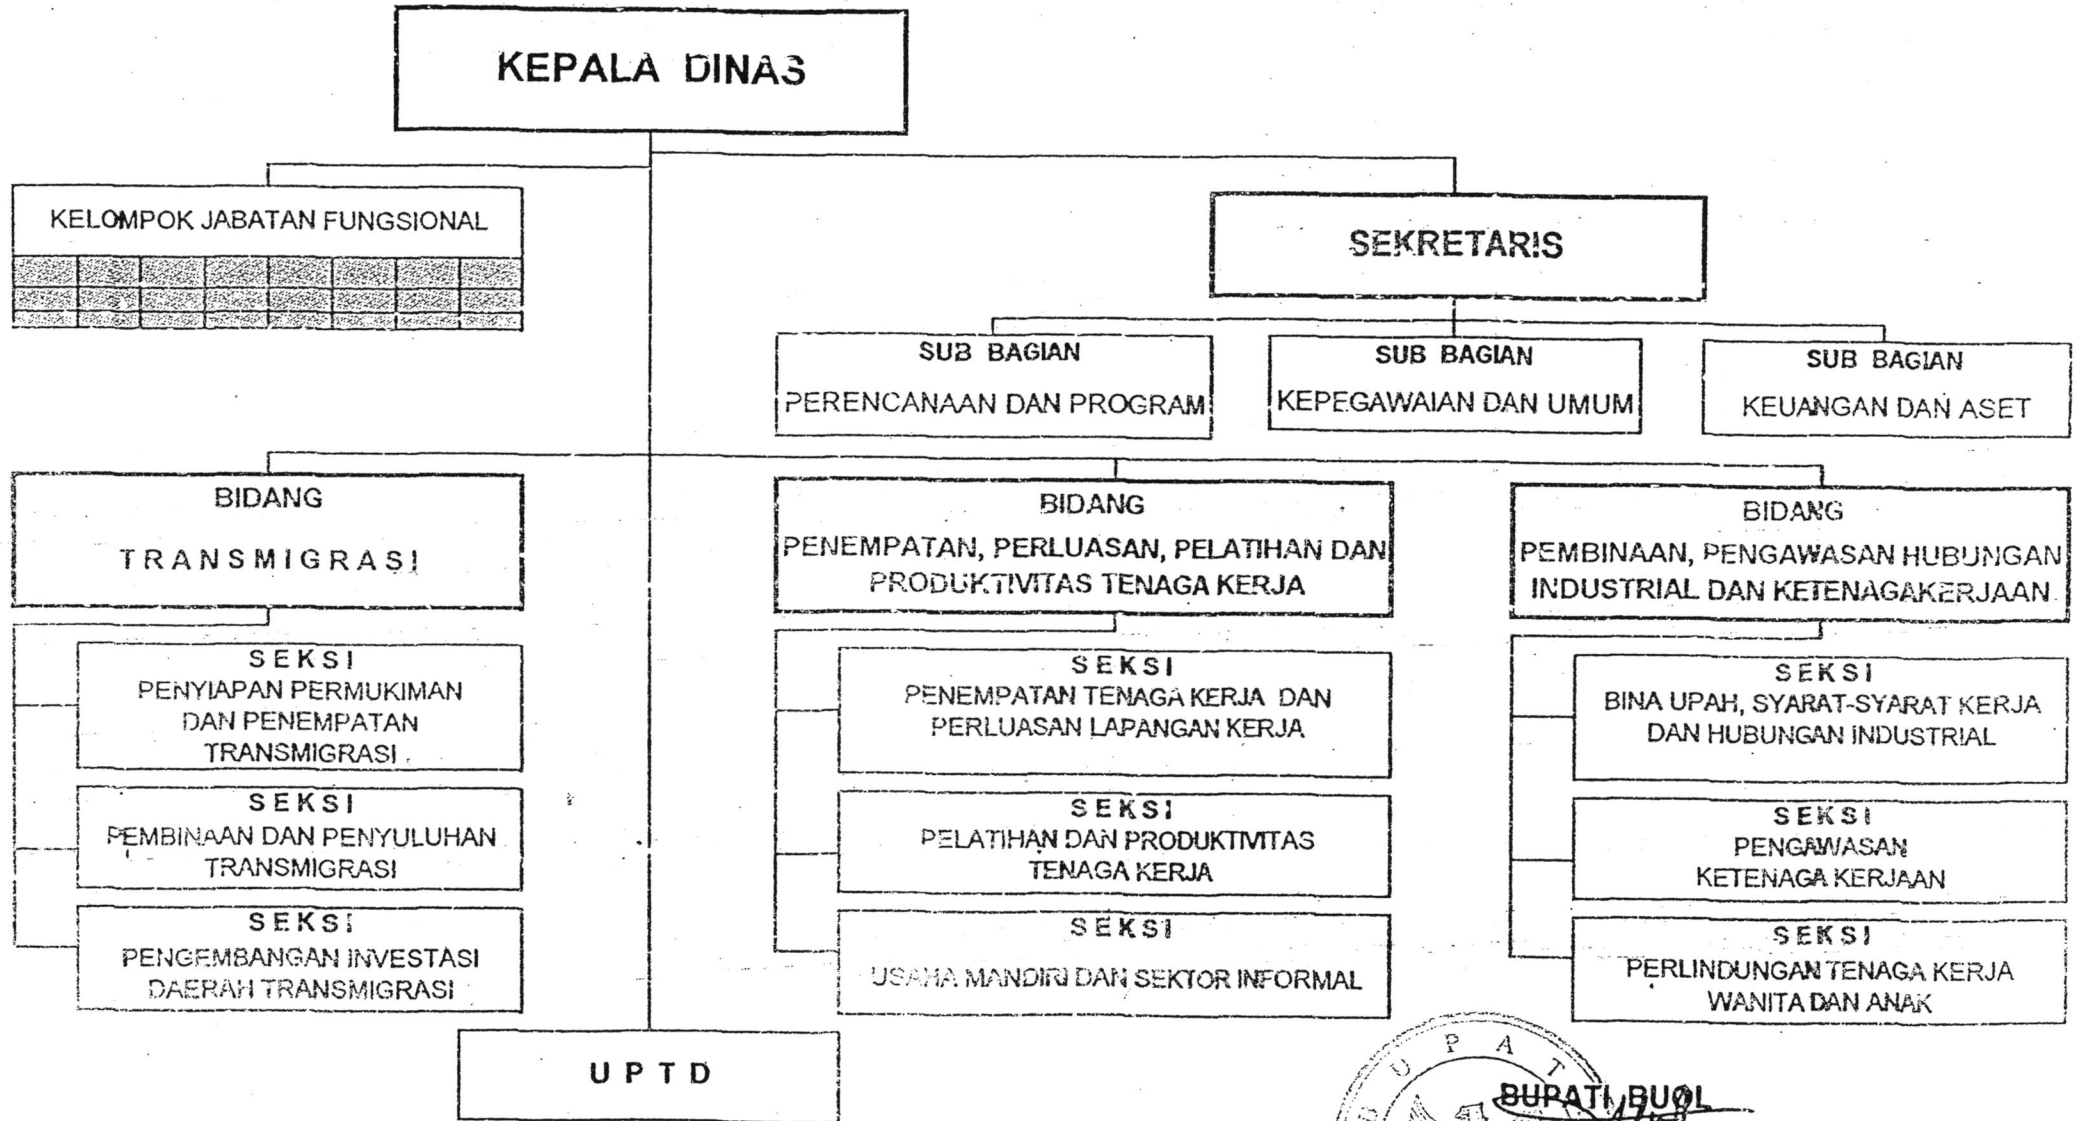 KEPALA DINAS
KELOMPOK JABATAN FUNGSIONAL
SEKRETARIS
SUB BAGIAN
PERENCANAAN DAN PROGRAM
SUB BAGIAN
KEPEGAWAIAN DAN UMUM
SUB BAGIAN
KEUANGAN DAN ASET
BIDANG
TRANSMIGRASI
BIDANG
PENEMPATAN, PERLUASAN, PELATIHAN DAN
PRODUKTIVITAS TENAGA KERJA
BIDANG
PEMBINAAN, PENGAWASAN HUBUNGAN
INDUSTRIAL DAN KETENAGAKERJAAN
SEKSI
PENYIAPAN PERMUKIMAN
DAN PENEMPATAN
TRANSMIGRASI
SEKSI
PEMBINAAN DAN PENYULUHAN
TRANSMIGRASI
SEKSI
PENGEMBANGAN INVESTASI
DAERAH TRANSMIGRASI
SEKSI
PENEMPATAN TENAGA KERJA DAN
PERLUASAN LAPANGAN KERJA
SEKSI
PELATIHAN DAN PRODUKTIVITAS
TENAGA KERJA
SEKSI
USAHA MANDIRI DAN SEKTOR INFORMAL
SEKSI
BINA UPAH, SYARAT-SYARAT KERJA
DAN HUBUNGAN INDUSTRIAL
SEKSI
PENGAWASAN
KETENAGA KERJAAN
SEKSI
PERLINDUNGAN TENAGA KERJA
WANITA DAN ANAK
UPTD
BUPATI BUOL